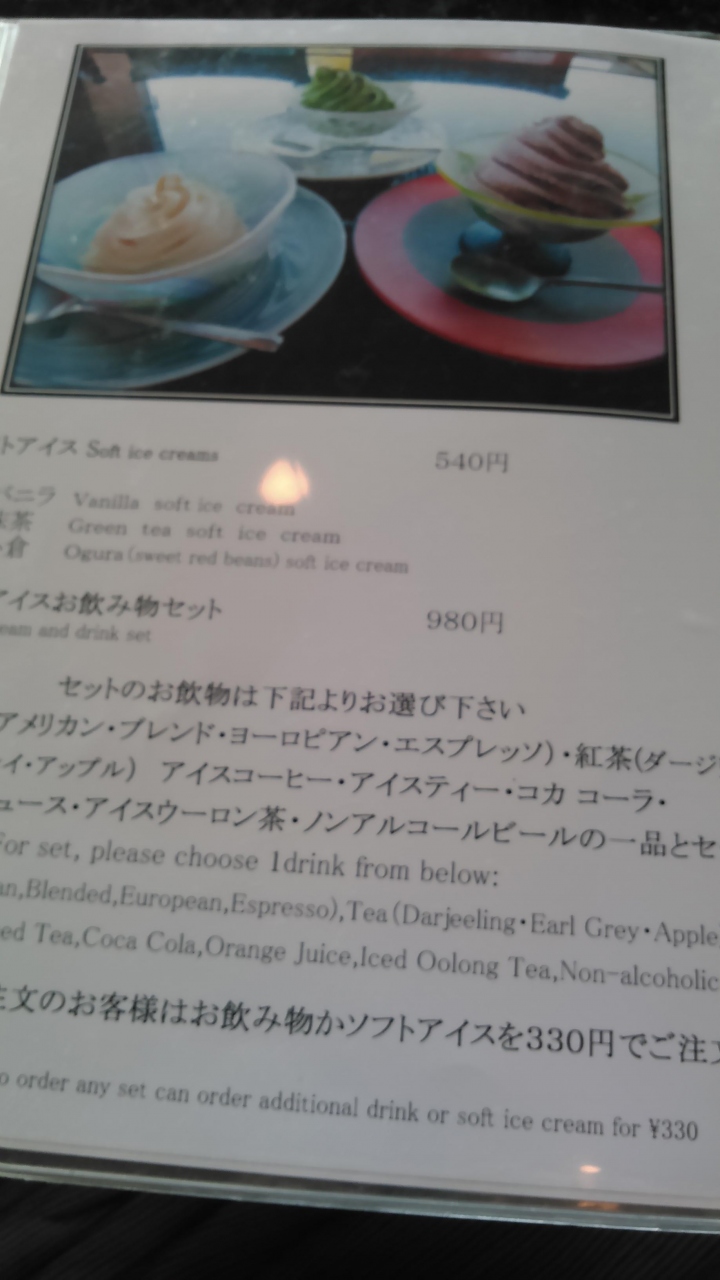 トアイス Soft ice creams 540円
バニラ Vanilla soft ice cream
抹茶 Green tea soft ice cream
倉 Ogura(sweet red beans) soft ice cream
アイスお飲み物セット 980円
eam and drink set
セットのお飲物は下記よりお選び下さい
アメリカン・ブレンド・ヨーロピアン・エスプレッソ)・紅茶(ダージ
イ・アップル) アイスコーヒー・アイスティー・コカ コーラ・
ュース・アイスウーロン茶・ノンアルコールビールの一品とセ
For set, please choose 1drink from below:
an,Blended,European,Espresso),Tea(Darjeeling・Earl Grey・Apple
ed Tea,Coca Cola,Orange Juice,Iced Oolong Tea,Non-alcoholic
注文のお客様はお飲み物かソフトアイスを330円でご注文
o order any set can order additional drink or soft ice cream for ¥330